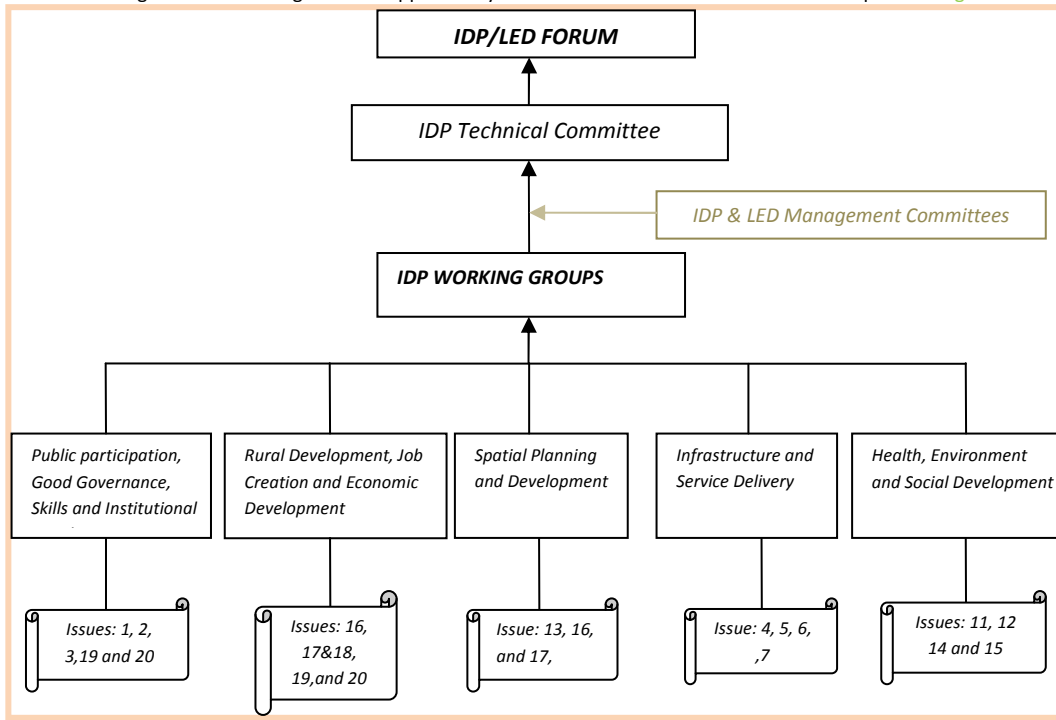 IDP/LED FORUM
IDP Technical Committee
IDP & LED Management Committees
IDP WORKING GROUPS
Public participation,
Good Governance,
Skills and Institutional
Rural Development, Job
Creation and Economic
Development
Spatial Planning
and Development
Infrastructure and
Service Delivery
Health, Environment
and Social Development
Issues: 1, 2,
3,19 and 20
Issues: 16,
17&18,
19,and 20
Issue: 13, 16,
and 17,
Issue: 4, 5, 6,
,7
Issues: 11, 12
14 and 15